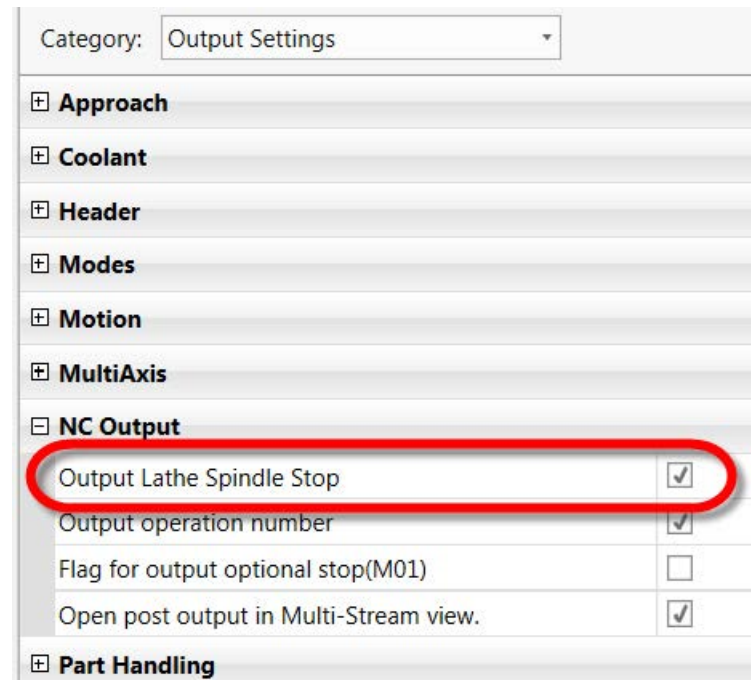 Category: Output Settings
Approach
Coolant
Header
Modes
Motion
MultiAxis
NC Output
Output Lathe Spindle Stop
Output operation number
Flag for output optional stop(M01)
Open post output in Multi-Stream view.
Part Handling